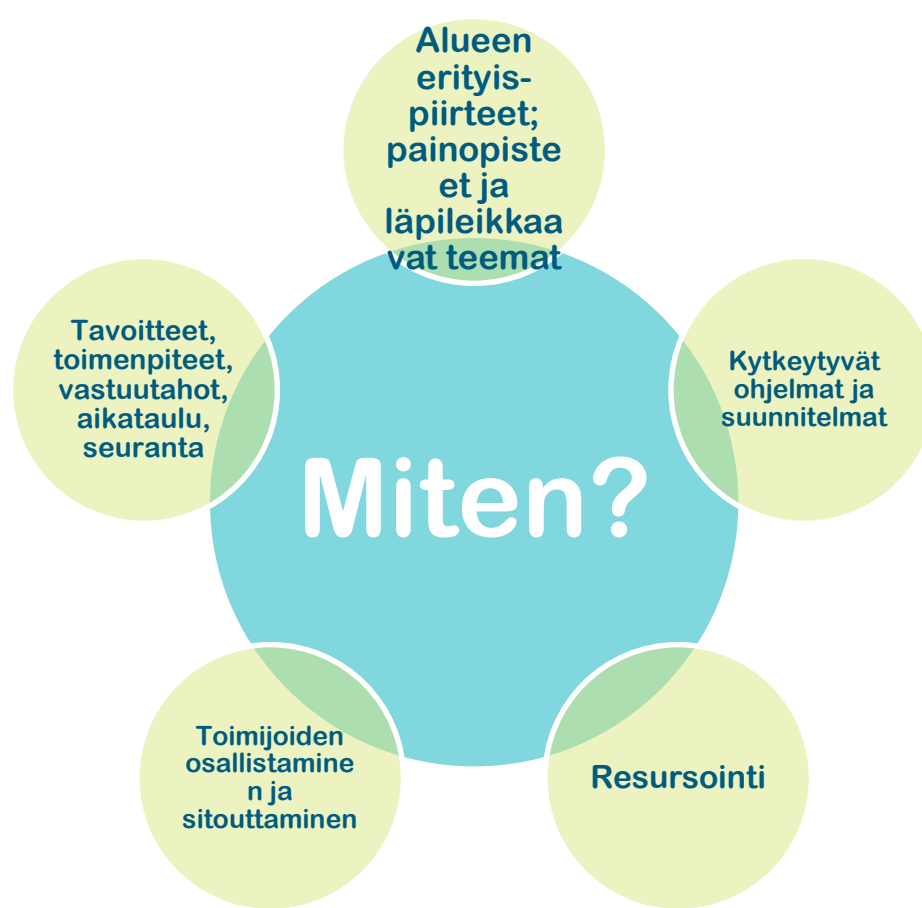 Alueen
erityis-
piirteet;
painopiste
et ja
läpileikkaa
vat teemat
Tavoitteet,
toimenpiteet,
vastuutahot,
aikataulu,
seuranta
Kytkeytyvät
ohjelmat ja
suunnitelmat
Miten?
Toimijoiden
osallistamine
n ja
sitouttaminen
Resursointi